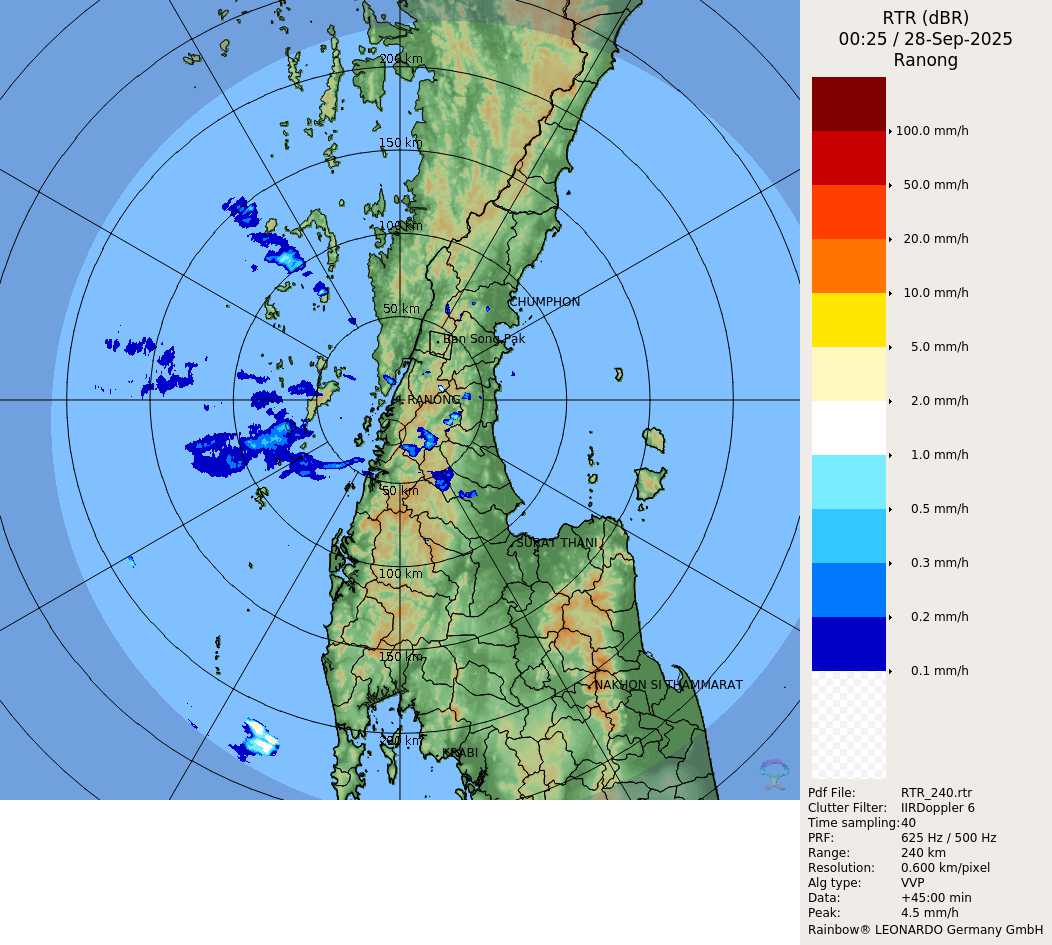 RTR (dBR)
00:25 / 28-Sep-2025
Ranong
200 km
150 km
100 km
50 km
CHUMPHON
Ban Song Pak
RANONG
50 km
SURAT THANI
100 km
150 km
NAKHON SI THAMMARAT
200 km
KRABI
100.0 mm/h
50.0 mm/h
20.0 mm/h
10.0 mm/h
5.0 mm/h
2.0 mm/h
1.0 mm/h
0.5 mm/h
0.3 mm/h
0.2 mm/h
0.1 mm/h
Pdf File: RTR_240.rtr
Clutter Filter: IIRDoppler 6
Time sampling:40
PRF: 625 Hz / 500 Hz
Range: 240 km
Resolution: 0.600 km/pixel
Alg type: VVP
Data: +45:00 min
Peak: 4.5 mm/h
Rainbow® LEONARDO Germany GmbH